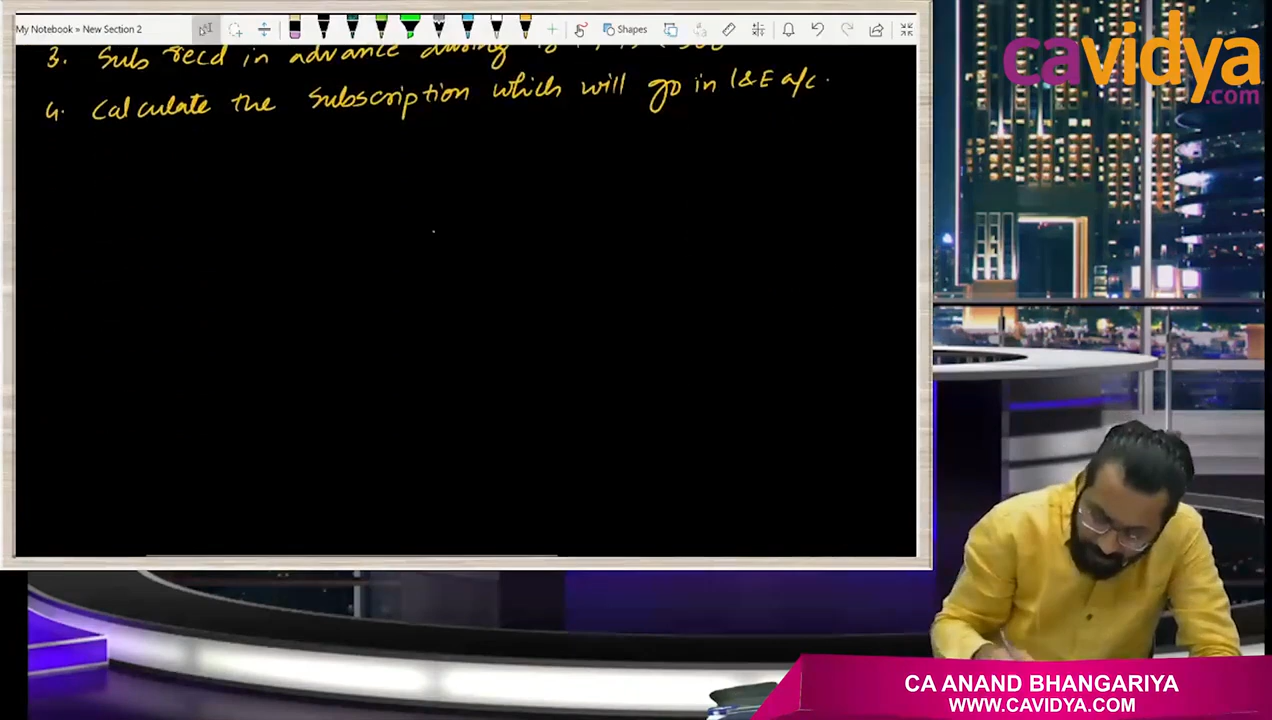 My Notebook » New Section 2
Shapes
cavidya
.com
3. Sub recd in advance during
4. Calculate the subscription which will go in I&E a/c.
CA ANAND BHANGARIYA
WWW.CAVIDYA.COM